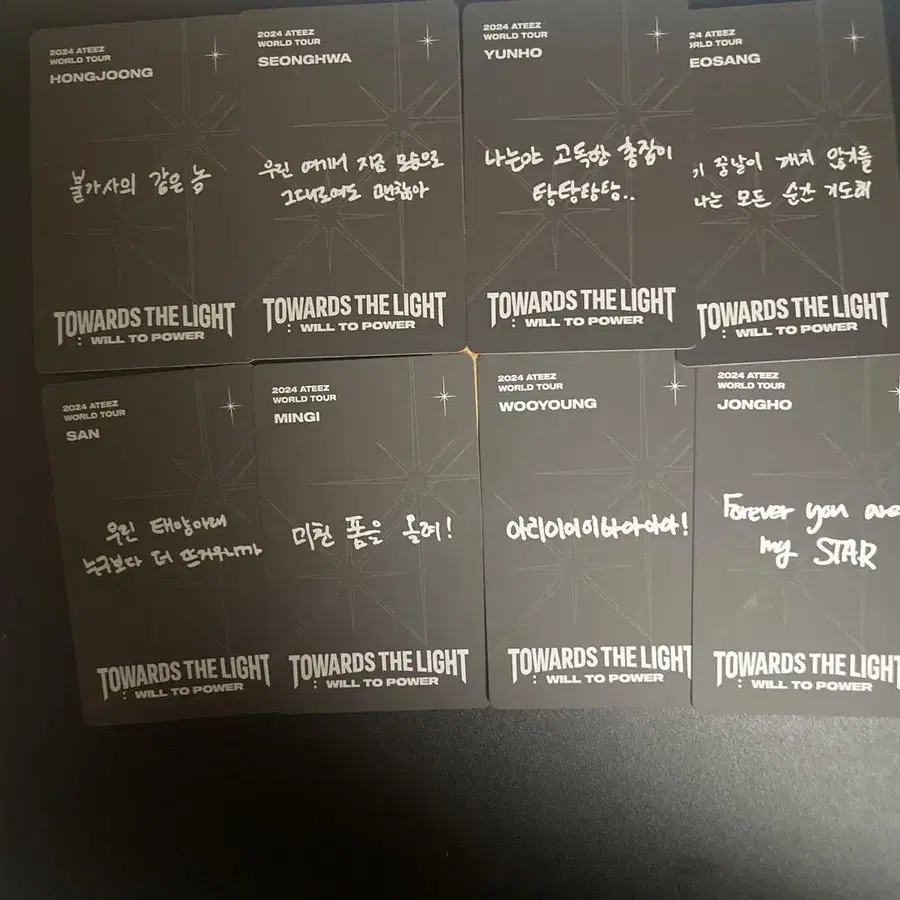 2024 ATEEZ
WORLD TOUR
HONGJOONG
불가사의 같은 놈
TOWARDS THE LIGHT
: WILL TO POWER
2024 ATEEZ
WORLD TOUR
SEONGHWA
우린 여기서 지금 모습으로
그대로여도 괜찮아
TOWARDS THE LIGHT
: WILL TO POWER
2024 ATEEZ
WORLD TOUR
YUNHO
나는야 고독한 총잡이
탕탕탕탕..
TOWARDS THE LIGHT
: WILL TO POWER
24 ATEEZ
RLD TOUR
EOSANG
기 꿈날이 깨지 않기를
나는 모든 순간 기도해
TOWARDS THE LIGHT
: WILL TO POWER
2024 ATEEZ
WORLD TOUR
SAN
우린 태양아래
누구보다 더 뜨거우니까
TOWARDS THE LIGHT
: WILL TO POWER
2024 ATEEZ
WORLD TOUR
MINGI
미친 폼을 올려!
TOWARDS THE LIGHT
: WILL TO POWER
2024 ATEEZ
WORLD TOUR
WOOYOUNG
아리이이이하아아아!
TOWARDS THE LIGHT
: WILL TO POWER
2024 ATEEZ
WORLD TOUR
JONGHO
Forever you are
my STAR
TOWARDS THE LIGHT
: WILL TO POWER